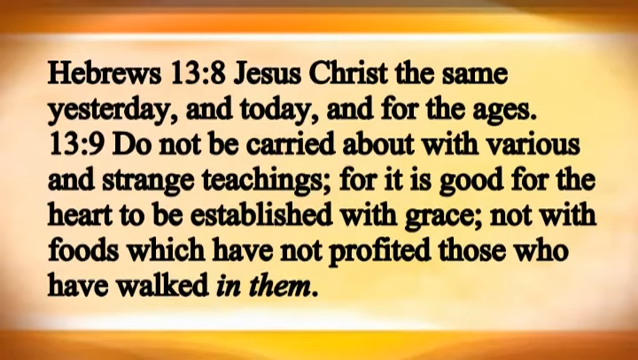 Hebrews 13:8 Jesus Christ the same
yesterday, and today, and for the ages.
13:9 Do not be carried about with various
and strange teachings; for it is good for the
heart to be established with grace; not with
foods which have not profited those who
have walked in them.